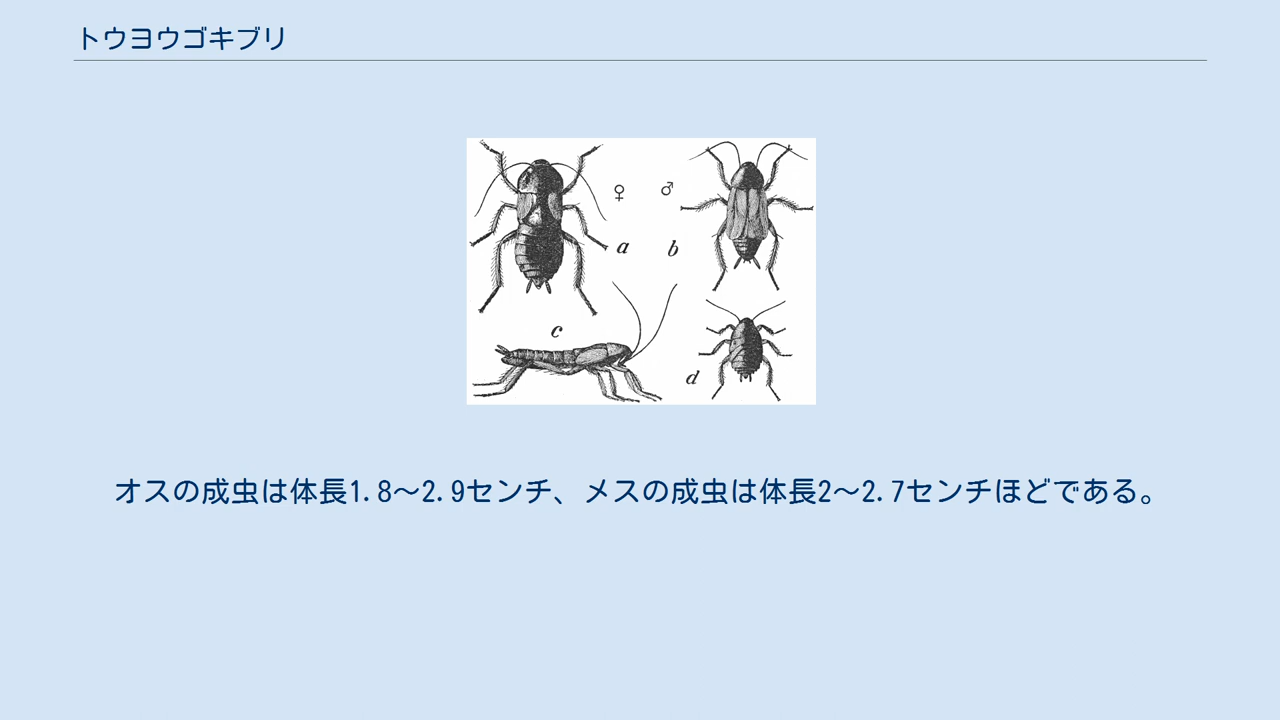 トウヨウゴキブリ
♀ ♂
a b
c
d
オスの成虫は体長1.8～2.9センチ、メスの成虫は体長2～2.7センチほどである。